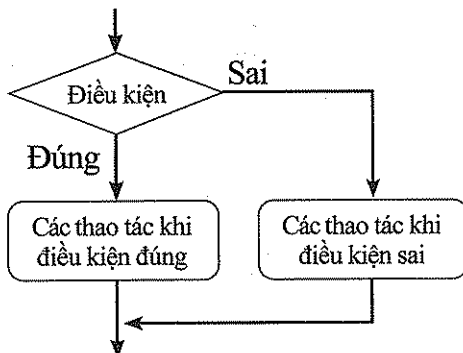 Điều kiện
Sai
Đúng
Các thao tác khi
điều kiện đúng
Các thao tác khi
điều kiện sai